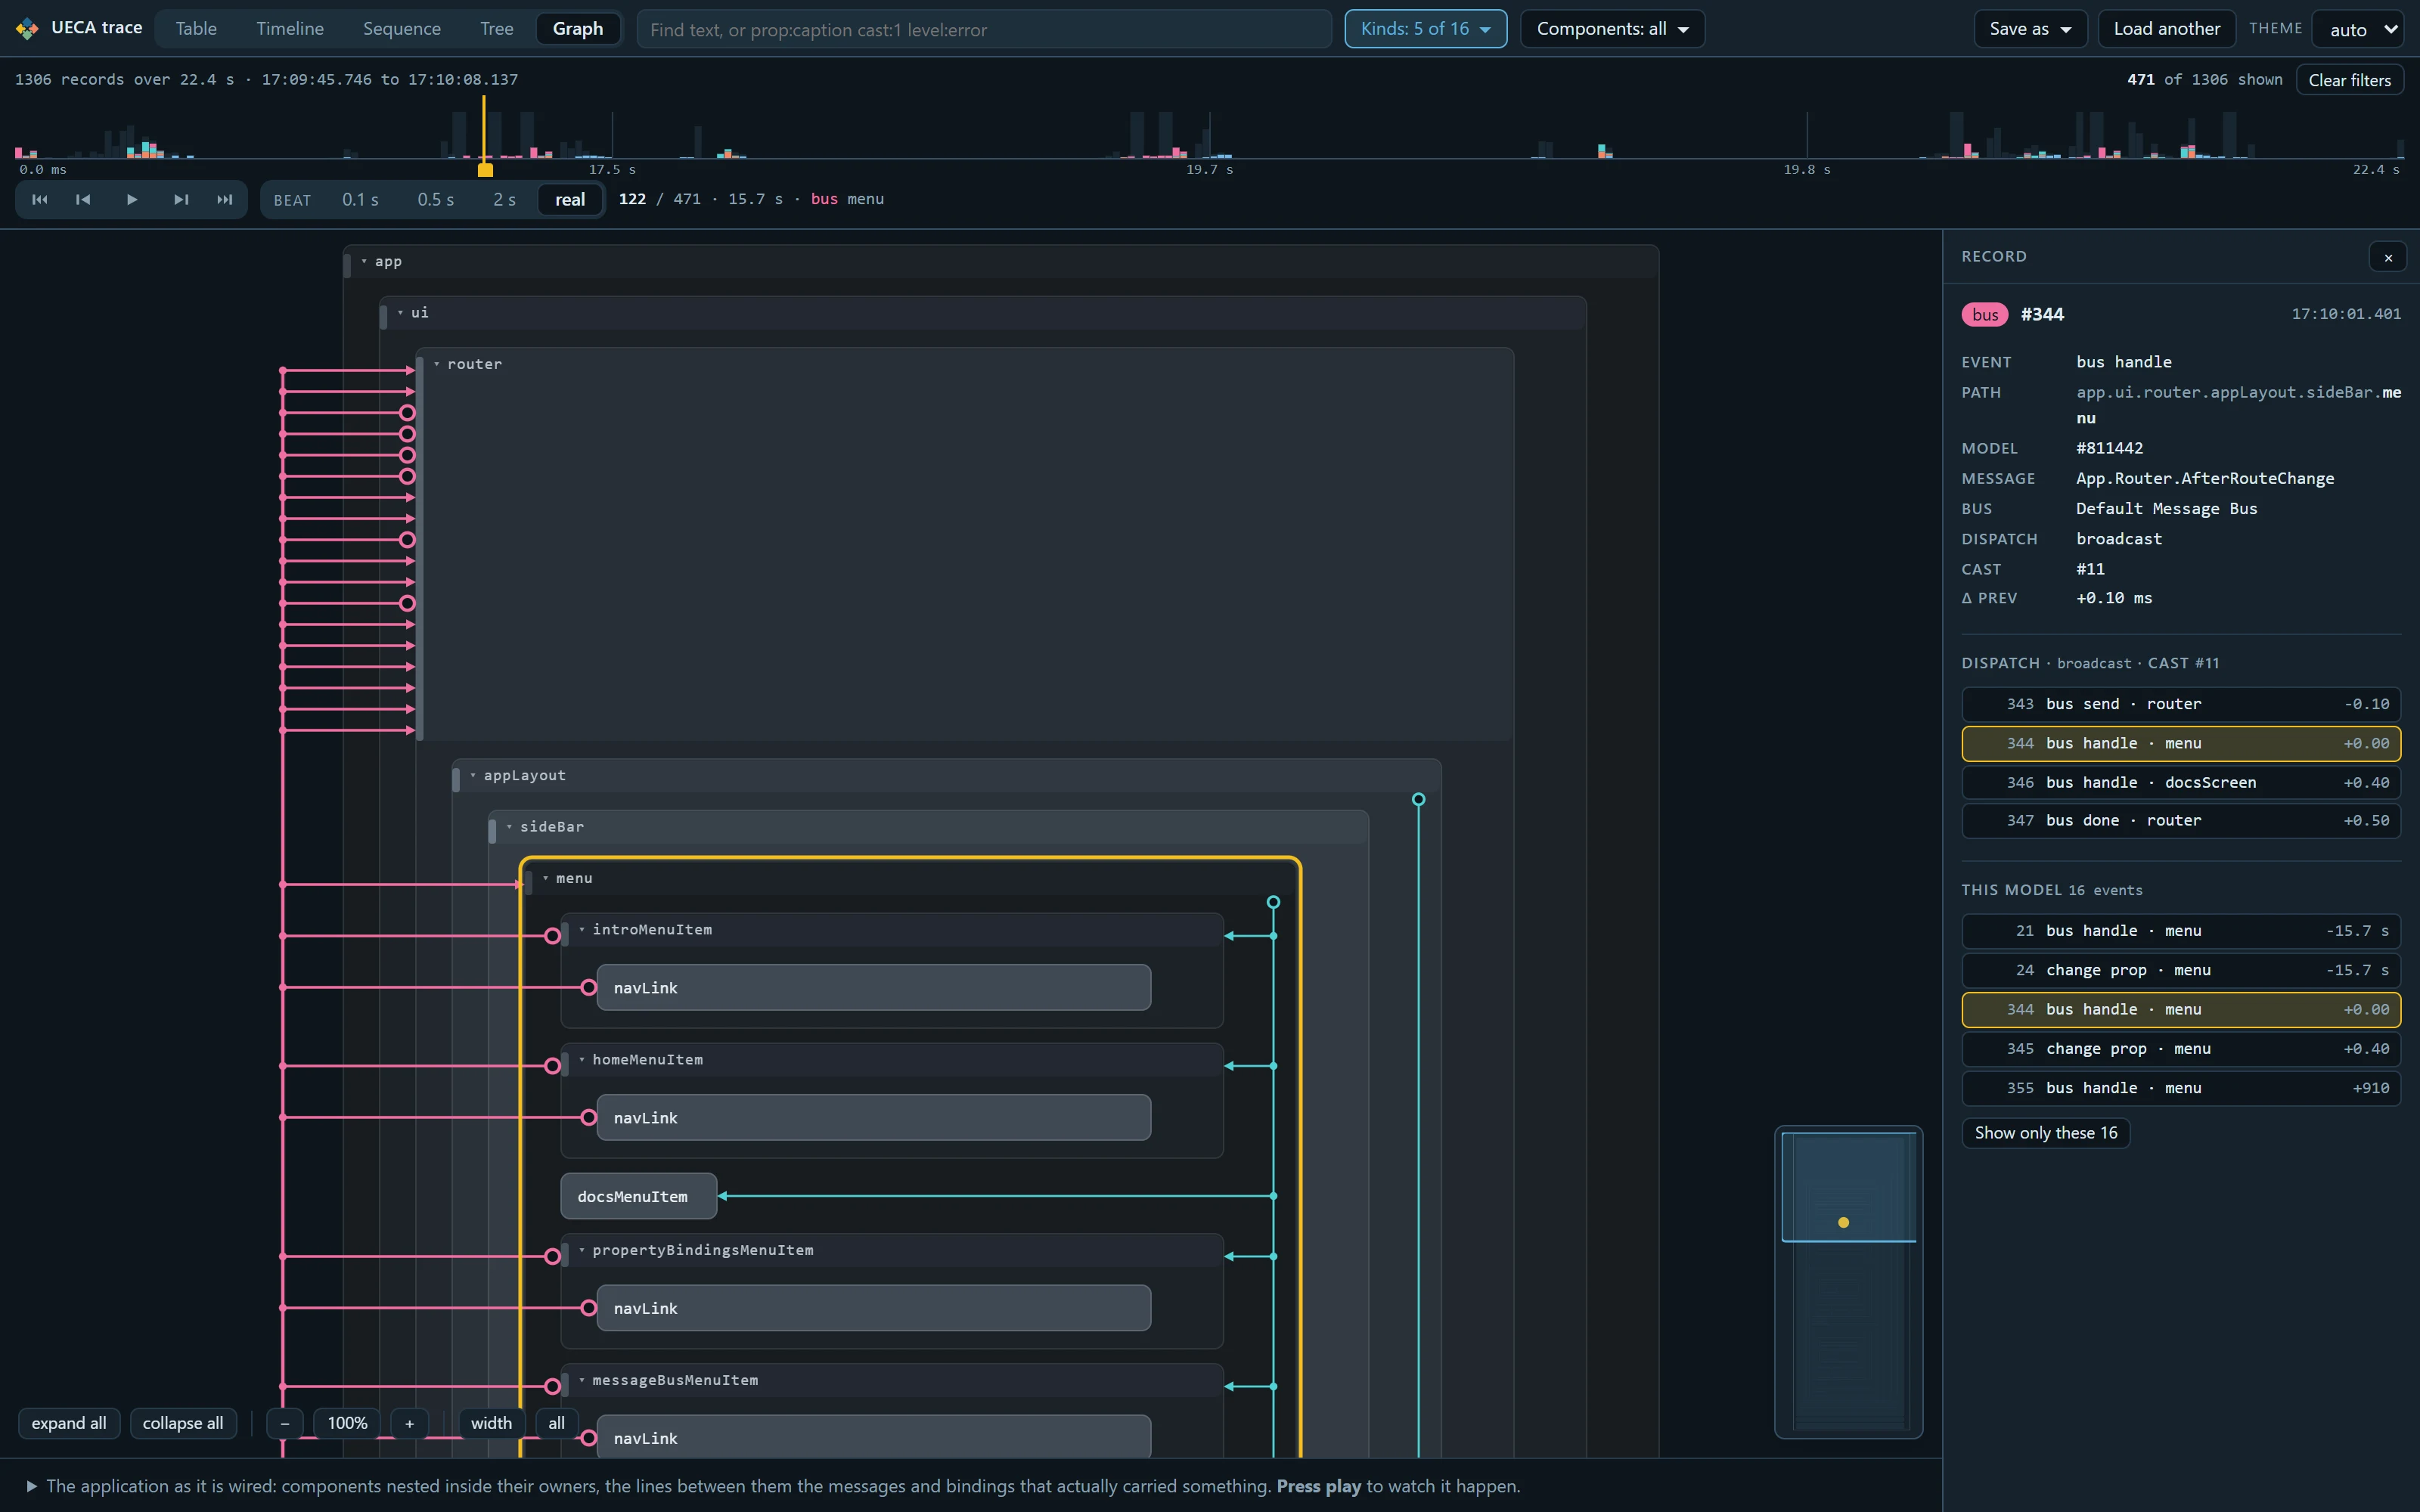 UECA trace
Table
Timeline
Sequence
Tree
Graph
Find text, or prop:caption cast:1 level:error
Kinds: 5 of 16
Components: all
Save as
Load another
THEME
auto
1306 records over 22.4 s · 17:09:45.746 to 17:10:08.137
471 of 1306 shown
Clear filters
0.0 ms
17.5 s
19.7 s
19.8 s
22.4 s
BEAT
0.1 s
0.5 s
2 s
real
122 / 471 · 15.7 s · bus menu
app
ui
router
appLayout
sideBar
menu
introMenuItem
navLink
homeMenuItem
navLink
docsMenuItem
propertyBindingsMenuItem
navLink
messageBusMenuItem
navLink
expand all
collapse all
−
100%
+
width
all
The application as it is wired: components nested inside their owners, the lines between them the messages and bindings that actually carried something. Press play to watch it happen.
RECORD
×
bus #344 17:10:01.401
EVENT bus handle
PATH app.ui.router.appLayout.sideBar.me
nu
MODEL #811442
MESSAGE App.Router.AfterRouteChange
BUS Default Message Bus
DISPATCH broadcast
CAST #11
Δ PREV +0.10 ms
DISPATCH · broadcast · CAST #11
343 bus send · router -0.10
344 bus handle · menu +0.00
346 bus handle · docsScreen +0.40
347 bus done · router +0.50
THIS MODEL 16 events
21 bus handle · menu -15.7 s
24 change prop · menu -15.7 s
344 bus handle · menu +0.00
345 change prop · menu +0.40
355 bus handle · menu +910
Show only these 16